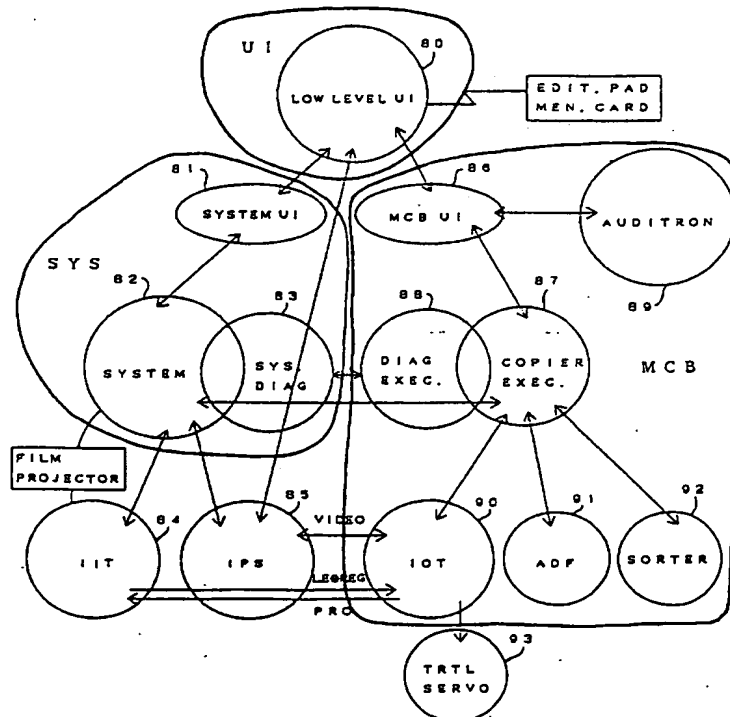 UI
80
LOW LEVEL UI
EDIT. PAD
MEN. CARD
81
86
SYSTEM UI
MCB UI
AUDITRON
SYS
82
83
88
87
89
SYSTEM
SYS.
DIAG
DIAG
EXEC.
COPIER
EXEC.
MCB
FILM
PROJECTOR
84
85
VIDEO
90
91
92
IIT
IPS
IOT
ADF
SORTER
LE@REG
PRO
93
TRTL
SERVO